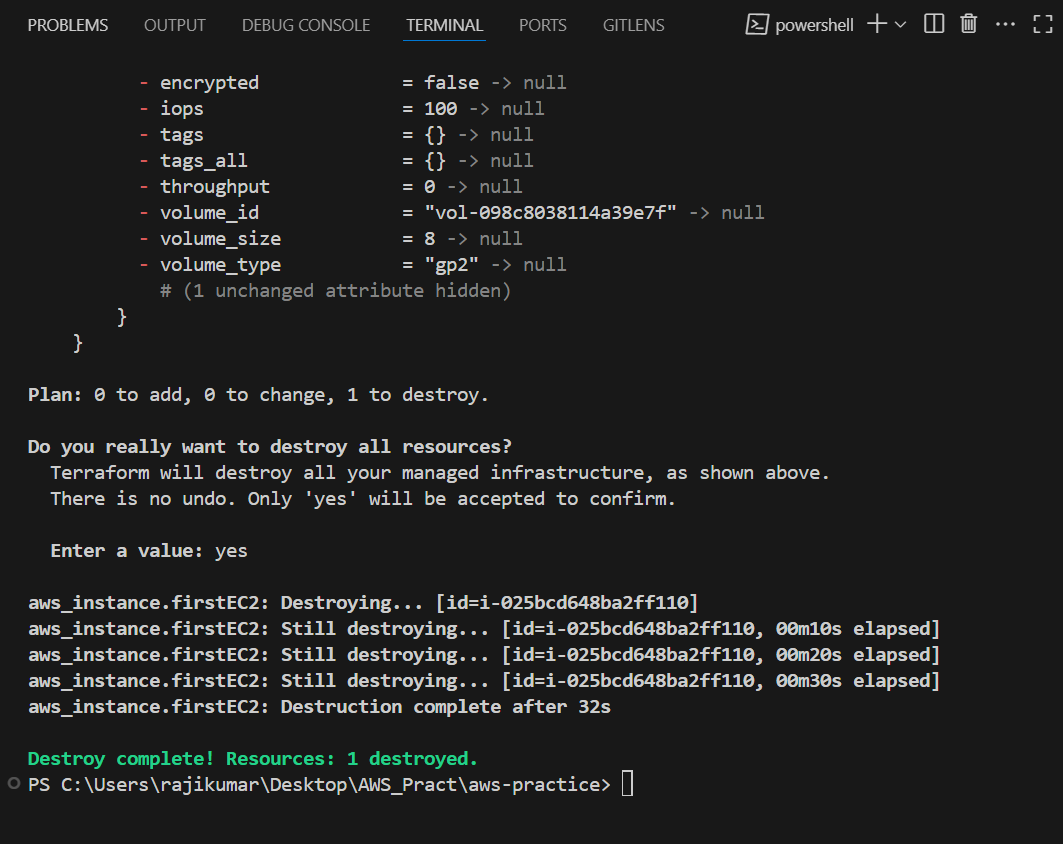 PROBLEMS OUTPUT DEBUG CONSOLE TERMINAL PORTS GITLENS powershell
- encrypted = false -> null
- iops = 100 -> null
- tags = {} -> null
- tags_all = {} -> null
- throughput = 0 -> null
- volume_id = "vol-098c8038114a39e7f" -> null
- volume_size = 8 -> null
- volume_type = "gp2" -> null
# (1 unchanged attribute hidden)
}
}
Plan: 0 to add, 0 to change, 1 to destroy.
Do you really want to destroy all resources?
Terraform will destroy all your managed infrastructure, as shown above.
There is no undo. Only 'yes' will be accepted to confirm.
Enter a value: yes
aws_instance.firstEC2: Destroying... [id=i-025bcd648ba2ff110]
aws_instance.firstEC2: Still destroying... [id=i-025bcd648ba2ff110, 00m10s elapsed]
aws_instance.firstEC2: Still destroying... [id=i-025bcd648ba2ff110, 00m20s elapsed]
aws_instance.firstEC2: Still destroying... [id=i-025bcd648ba2ff110, 00m30s elapsed]
aws_instance.firstEC2: Destruction complete after 32s
Destroy complete! Resources: 1 destroyed.
PS C:\Users\rajikumar\Desktop\AWS_Pract\aws-practice>